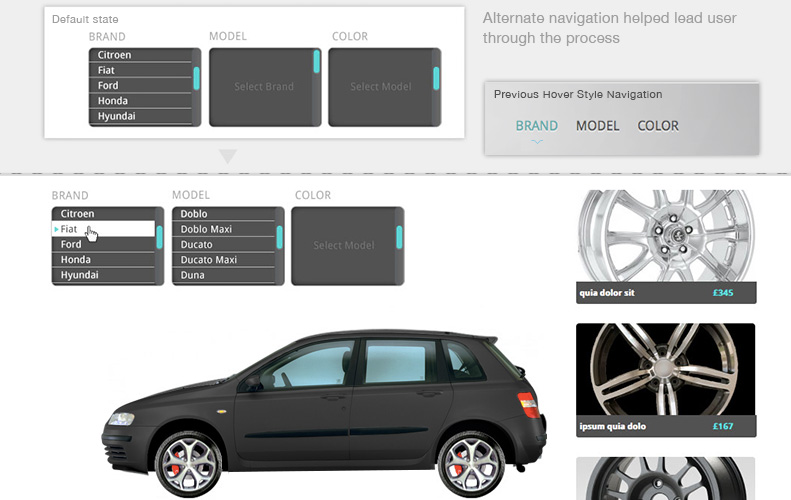 Default state
BRAND MODEL COLOR
Citroen
Fiat
Ford
Honda
Hyundai
Select Brand
Select Model
Alternate navigation helped lead user
through the process
Previous Hover Style Navigation
BRAND MODEL COLOR
BRAND MODEL COLOR
Citroen
Fiat
Ford
Honda
Hyundai
Doblo
Doblo Maxi
Ducato
Ducato Maxi
Duna
Select Model
quia dolor sit £345
ipsum quia dolo £167